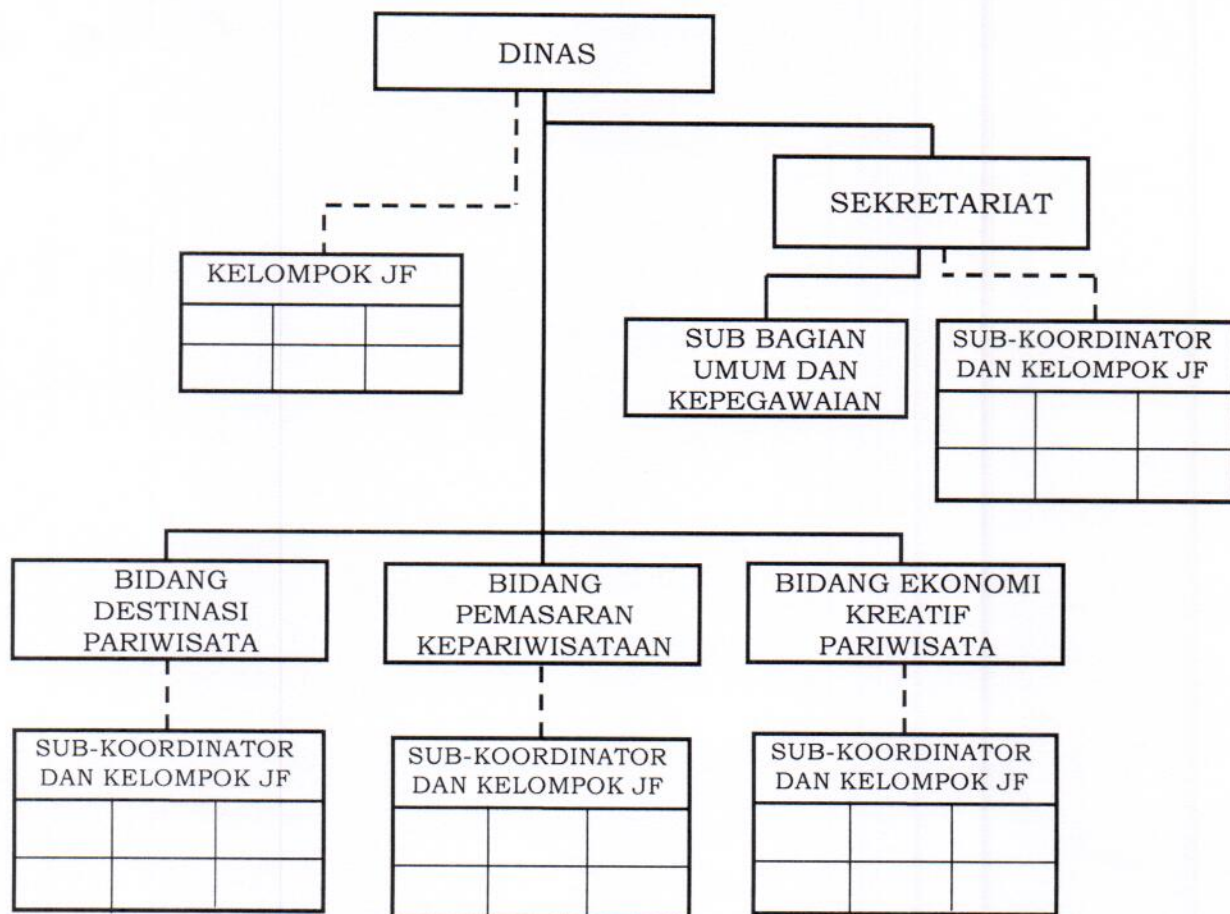 DINAS
SEKRETARIAT
KELOMPOK JF
SUB BAGIAN
UMUM DAN
KEPEGAWAIAN
SUB-KOORDINATOR
DAN KELOMPOK JF
BIDANG
DESTINASI
PARIWISATA
BIDANG
PEMASARAN
KEPARIWISATAAN
BIDANG EKONOMI
KREATIF
PARIWISATA
SUB-KOORDINATOR
DAN KELOMPOK JF
SUB-KOORDINATOR
DAN KELOMPOK JF
SUB-KOORDINATOR
DAN KELOMPOK JF